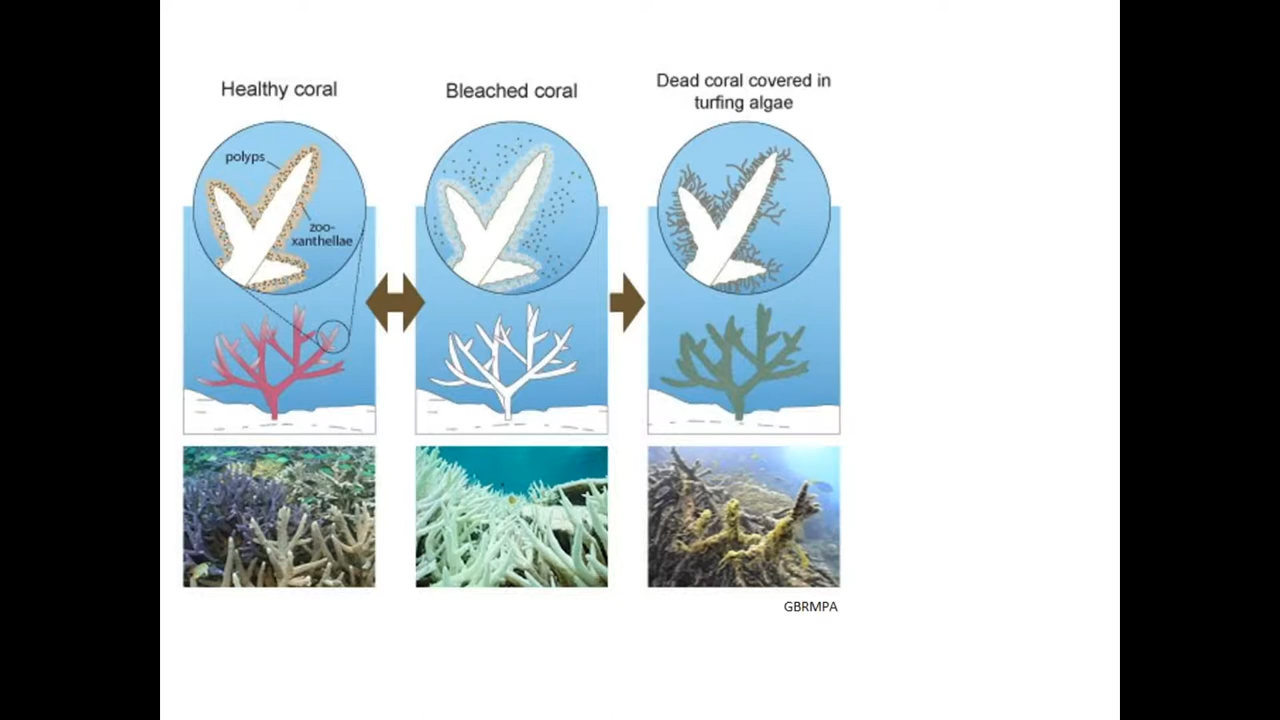 Healthy coral
Bleached coral
Dead coral covered in
turfing algae
polyps
zoo-
xanthellae
GBRMPA